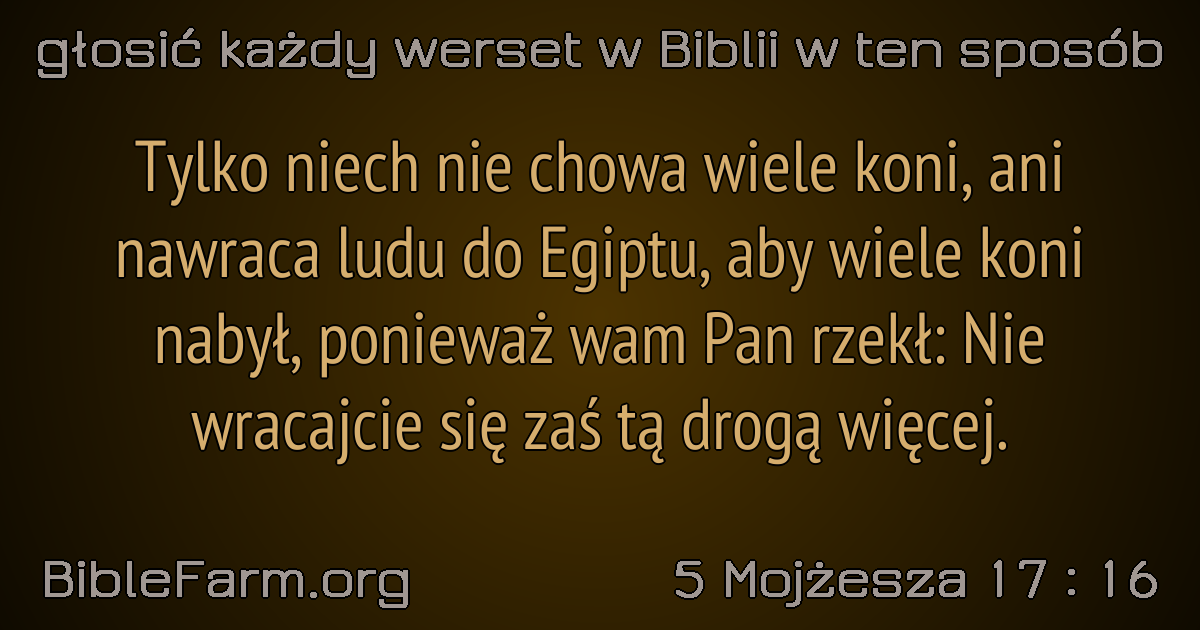 głosić każdy werset w Biblii w ten sposób
Tylko niech nie chowa wiele koni, ani
nawraca ludu do Egiptu, aby wiele koni
nabył, ponieważ wam Pan rzekł: Nie
wracajcie się zaś tą drogą więcej.
BibleFarm.org
5 Mojżesza 17 : 16